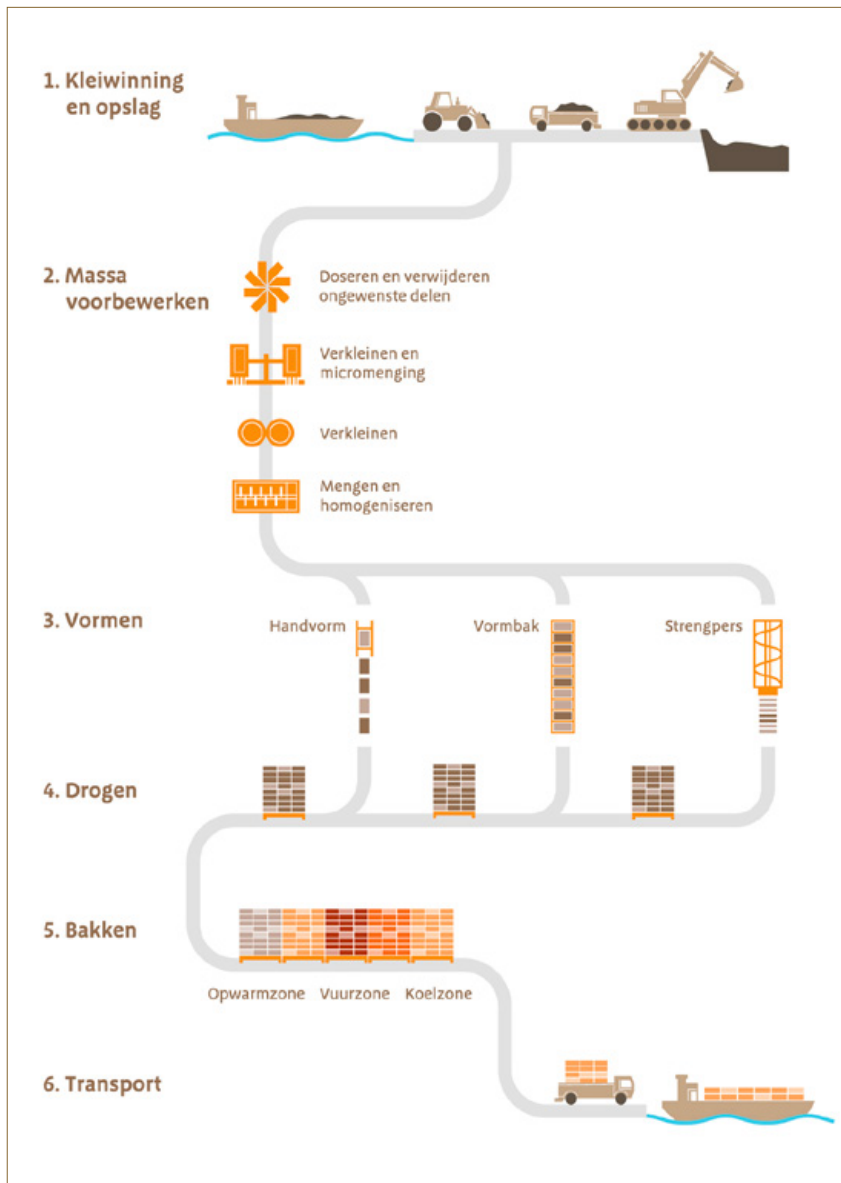 1. Kleiwinning
en opslag
2. Massa
voorbewerken
Doseren en verwijderen
ongewenste delen
Verkleinen en
micromenging
Verkleinen
Mengen en
homogeniseren
3. Vormen
Handvorm
Vormbak
Strengpers
4. Drogen
5. Bakken
Opwarmzone
Vuurzone
Koelzone
6. Transport